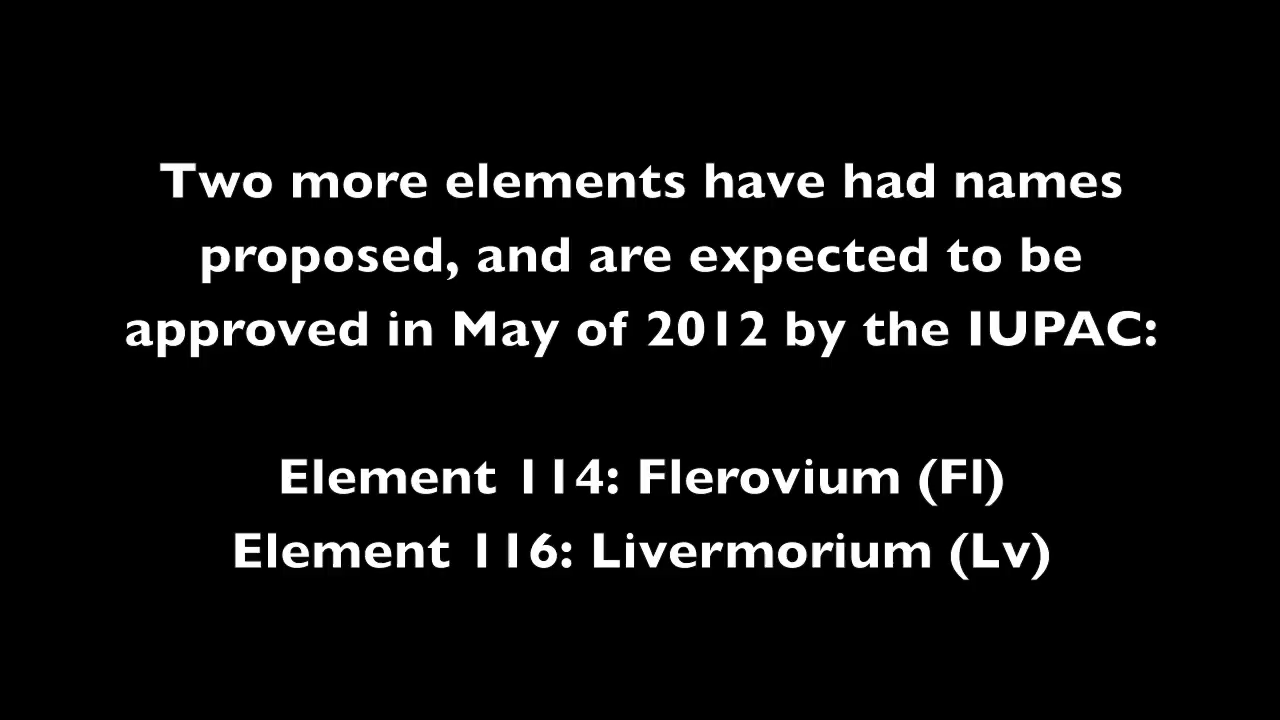 Two more elements have had names
proposed, and are expected to be
approved in May of 2012 by the IUPAC:
Element 114: Flerovium (Fl)
Element 116: Livermorium (Lv)